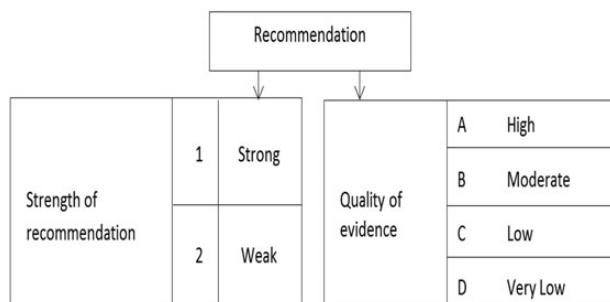 Recommendation
Strength of
recommendation
1 Strong
2 Weak
Quality of
evidence
A High
B Moderate
C Low
D Very Low